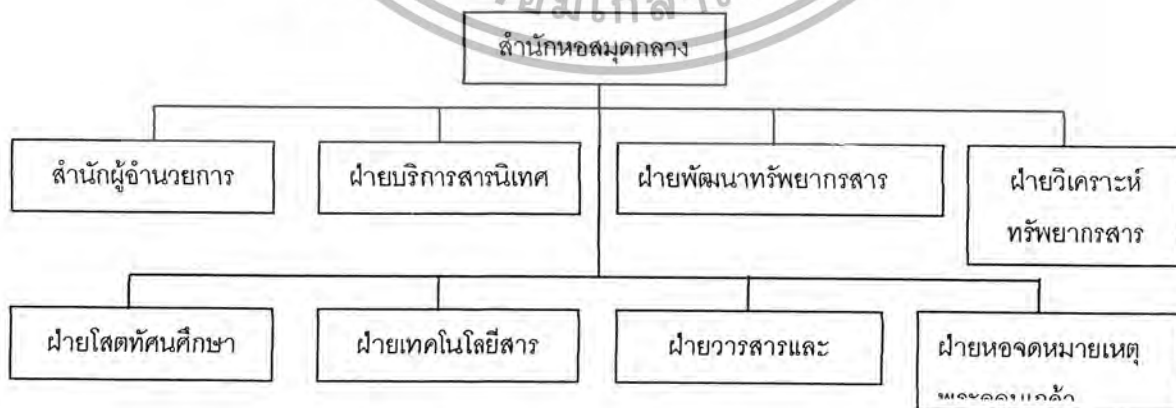 สำนักหอสมุดกลาง
สำนักผู้อำนวยการ
ฝ่ายบริการสารนิเทศ
ฝ่ายพัฒนาทรัพยากรสาร
ฝ่ายวิเคราะห์
ทรัพยากรสาร
ฝ่ายโสตทัศนศึกษา
ฝ่ายเทคโนโลยีสาร
ฝ่ายวารสารและ
ฝ่ายหอจดหมายเหตุ